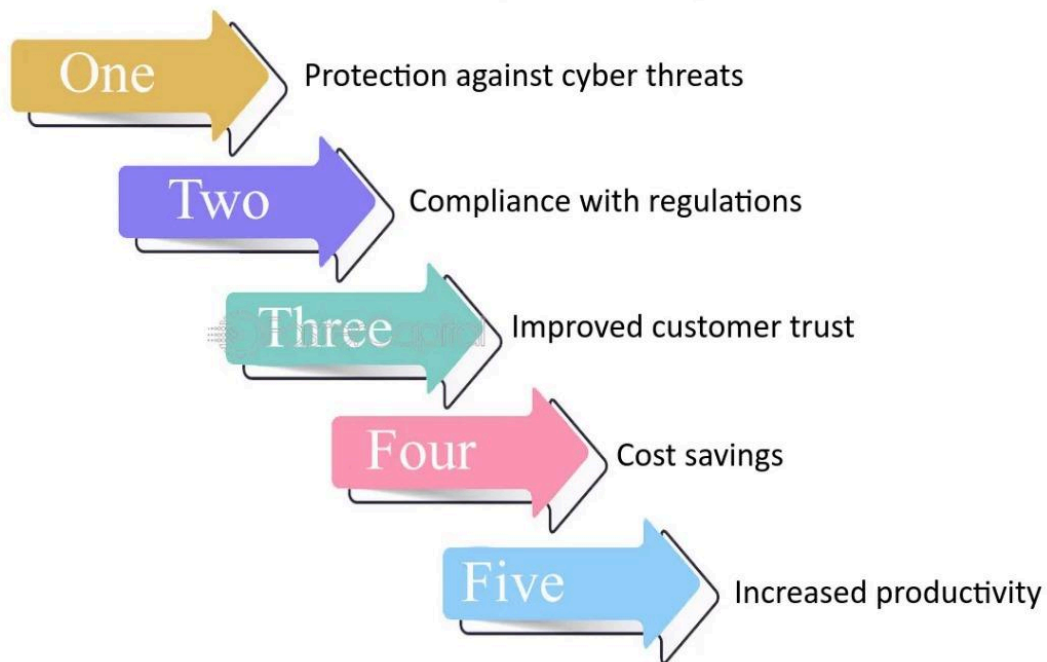 One
Protection against cyber threats
Two
Compliance with regulations
Three
Improved customer trust
Four
Cost savings
Five
Increased productivity